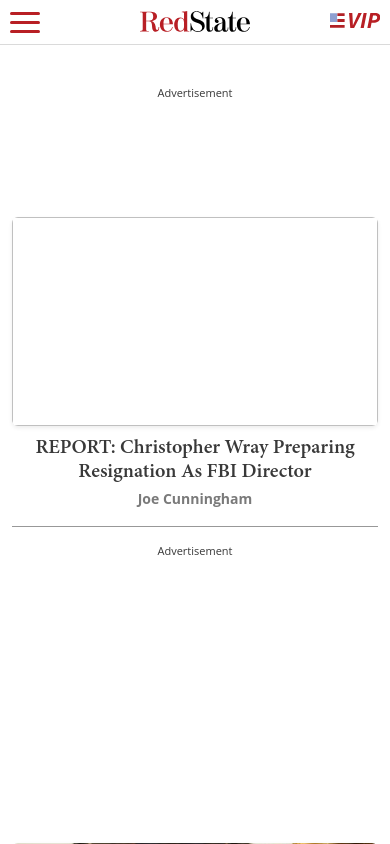 RedState
VIP
Advertisement
REPORT: Christopher Wray Preparing
Resignation As FBI Director
Joe Cunningham
Advertisement